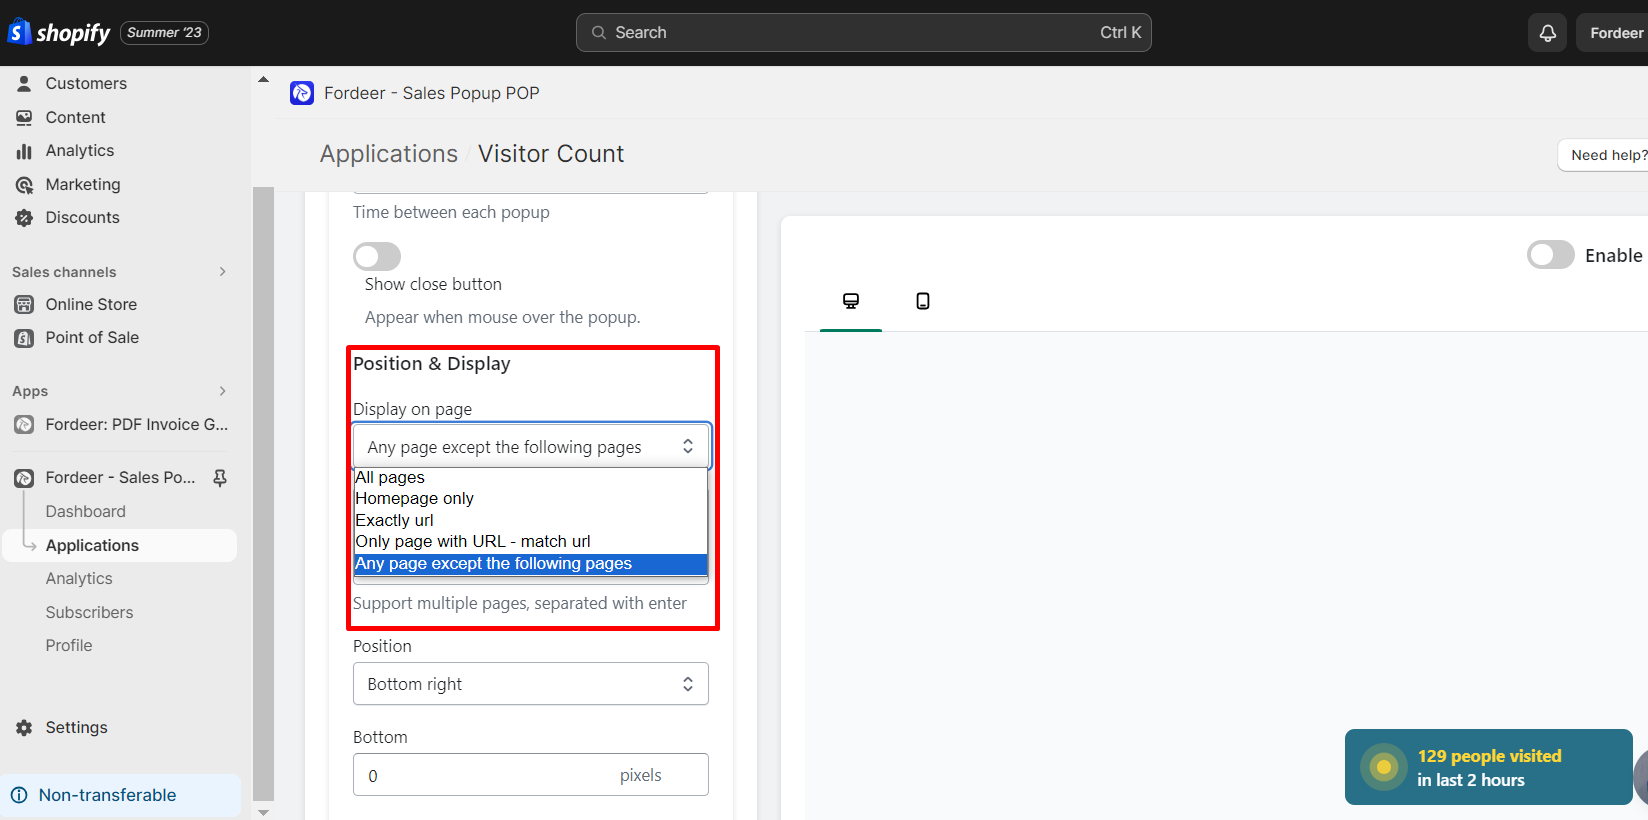 shopify Summer '23
Search Ctrl K
Fordeer
Customers
Content
Analytics
Marketing
Discounts
Sales channels
Online Store
Point of Sale
Apps
Fordeer: PDF Invoice G...
Fordeer - Sales Po...
Dashboard
Applications
Analytics
Subscribers
Profile
Settings
Non-transferable
Fordeer - Sales Popup POP
Applications / Visitor Count
Need help?
Time between each popup
Show close button
Appear when mouse over the popup.
Position & Display
Display on page
Any page except the following pages
All pages
Homepage only
Exactly url
Only page with URL - match url
Any page except the following pages
Support multiple pages, separated with enter
Position
Bottom right
Bottom
0 pixels
Enable
129 people visited
in last 2 hours